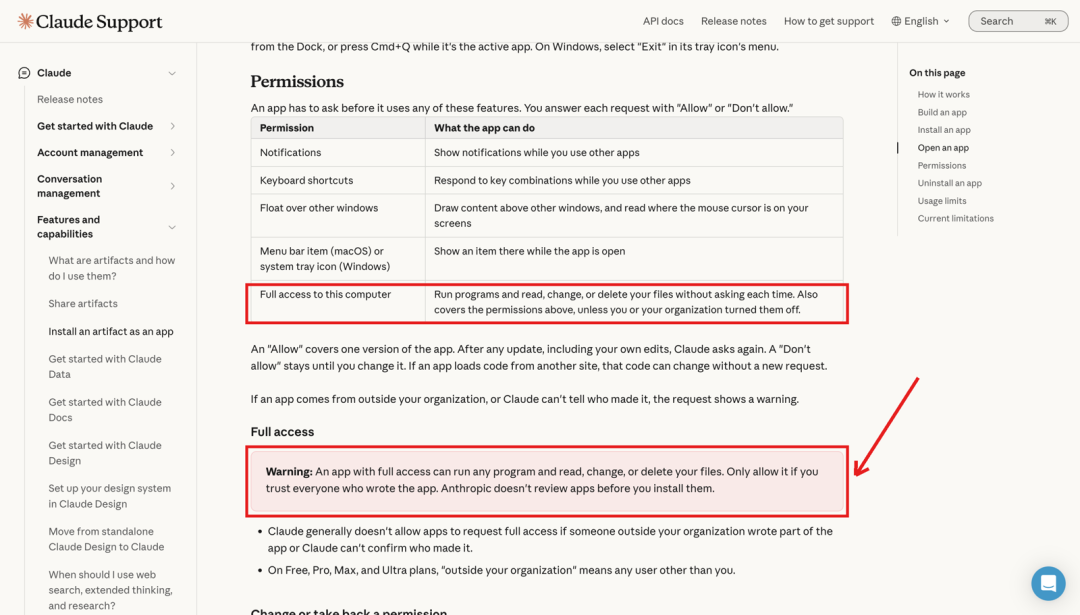 Claude Support
API docs
Release notes
How to get support
English
Search
⌘K
Claude
Release notes
Get started with Claude
Account management
Conversation
management
Features and
capabilities
What are artifacts and how
do I use them?
Share artifacts
Install an artifact as an app
Get started with Claude
Data
Get started with Claude
Docs
Get started with Claude
Design
Set up your design system
in Claude Design
Move from standalone
Claude Design to Claude
When should I use web
search, extended thinking,
and research?
from the Dock, or press Cmd+Q while it's the active app. On Windows, select "Exit" in its tray icon's menu.
Permissions
An app has to ask before it uses any of these features. You answer each request with "Allow" or "Don't allow."
Permission
What the app can do
Notifications
Show notifications while you use other apps
Keyboard shortcuts
Respond to key combinations while you use other apps
Float over other windows
Draw content above other windows, and read where the mouse cursor is on your
screens
Menu bar item (macOS) or
system tray icon (Windows)
Show an item there while the app is open
Full access to this computer
Run programs and read, change, or delete your files without asking each time. Also
covers the permissions above, unless you or your organization turned them off.
An "Allow" covers one version of the app. After any update, including your own edits, Claude asks again. A "Don't
allow" stays until you change it. If an app loads code from another site, that code can change without a new request.
If an app comes from outside your organization, or Claude can't tell who made it, the request shows a warning.
Full access
Warning: An app with full access can run any program and read, change, or delete your files. Only allow it if you
trust everyone who wrote the app. Anthropic doesn't review apps before you install them.
• Claude generally doesn't allow apps to request full access if someone outside your organization wrote part of the
app or Claude can't confirm who made it.
• On Free, Pro, Max, and Ultra plans, "outside your organization" means any user other than you.
Change or take back a permission
On this page
How it works
Build an app
Install an app
Open an app
Permissions
Uninstall an app
Usage limits
Current limitations